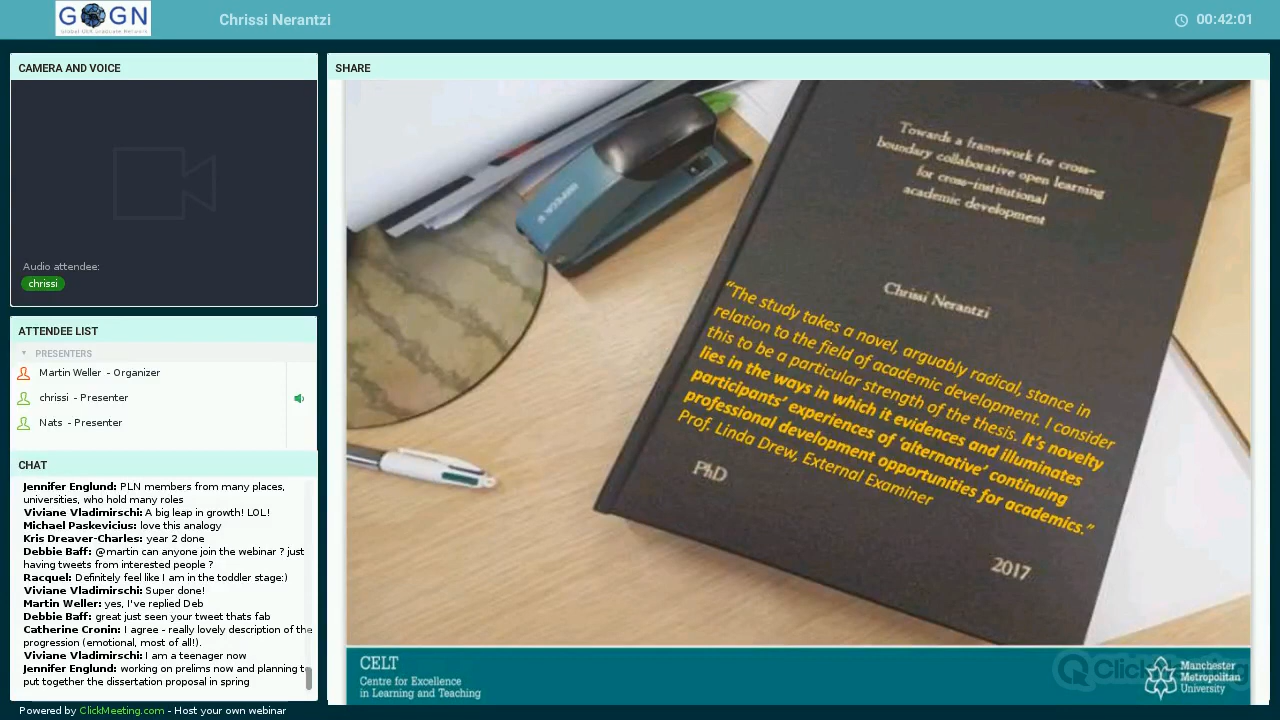 GOGN
Global OER Graduate Network
Chrissi Nerantzi
00:42:01
CAMERA AND VOICE
Audio attendee:
chrissi
ATTENDEE LIST
PRESENTERS
Martin Weller - Organizer
chrissi - Presenter
Nats - Presenter
CHAT
Jennifer Englund: PLN members from many places,
universities, who hold many roles
Viviane Vladimirschi: A big leap in growth! LOL!
Michael Paskevicius: love this analogy
Kris Dreaver-Charles: year 2 done
Debbie Baff: @martin can anyone join the webinar ? just
having tweets from interested people ?
Racquel: Definitely feel like I am in the toddler stage:)
Viviane Vladimirschi: Super done!
Martin Weller: yes, I've replied Deb
Debbie Baff: great just seen your tweet thats fab
Catherine Cronin: I agree - really lovely description of the
progression (emotional, most of all!).
Viviane Vladimirschi: I am a teenager now
Jennifer Englund: working on prelims now and planning t
put together the dissertation proposal in spring
Powered by ClickMeeting.com - Host your own webinar
SHARE
Towards a framework for cross-
boundary collaborative open learning
for cross-institutional
academic development
Chrissi Nerantzi
“The study takes a novel, arguably radical, stance in
relation to the field of academic development. I consider
this to be a particular strength of the thesis. It's novelty
lies in the ways in which it evidences and illuminates
participants' experiences of 'alternative' continuing
professional development opportunities for academics.”
Prof. Linda Drew, External Examiner
PhD
2017
CELT
Centre for Excellence
in Learning and Teaching
Manchester
Metropolitan
University